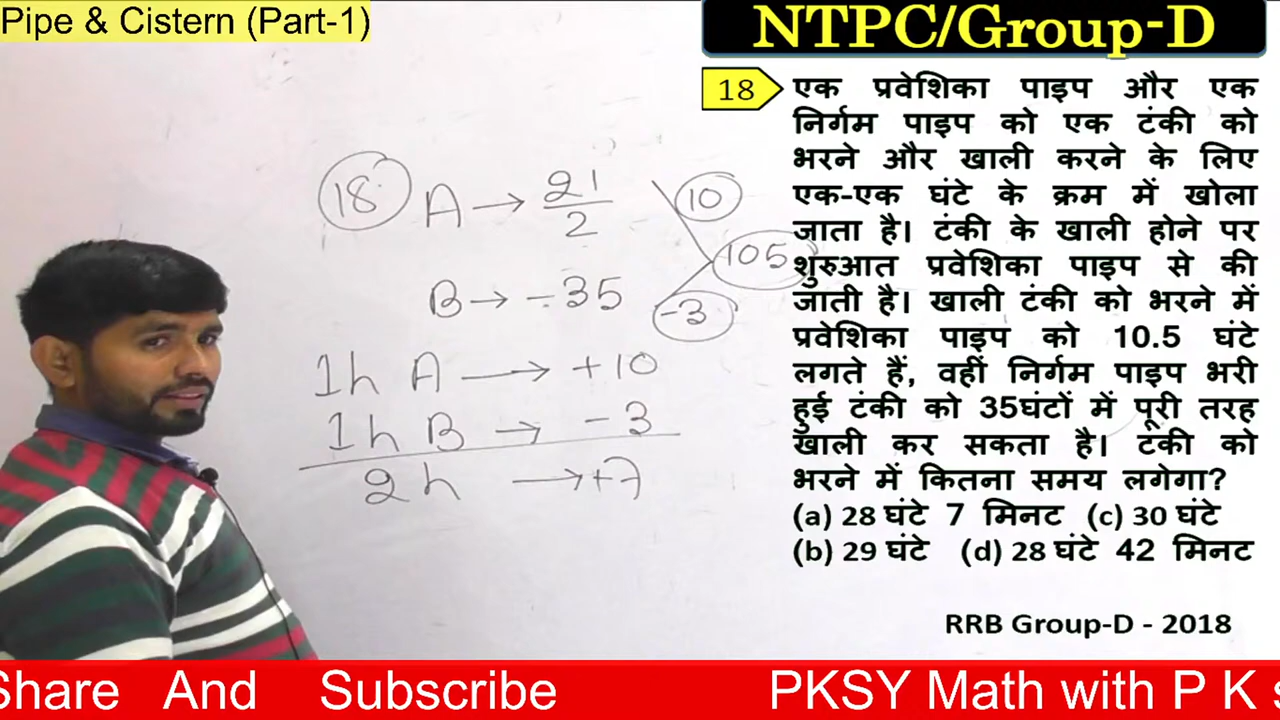 Pipe & Cistern (Part-1)
NTPC/Group-D
18
एक प्रवेशिका पाइप और एक
निर्गम पाइप को एक टंकी को
भरने और खाली करने के लिए
एक-एक घंटे के क्रम में खोला
जाता है। टंकी के खाली होने पर
शुरुआत प्रवेशिका पाइप से की
जाती है। खाली टंकी को भरने में
प्रवेशिका पाइप को 10.5 घंटे
लगते हैं, वहीं निर्गम पाइप भरी
हुई टंकी को 35घंटों में पूरी तरह
खाली कर सकता है। टंकी को
भरने में कितना समय लगेगा?
(a) 28 घंटे 7 मिनट (c) 30 घंटे
(b) 29 घंटे (d) 28 घंटे 42 मिनट
RRB Group-D - 2018
18
A → 21/2
10
105
B → -35
-3
1h A → +10
1h B → -3
2h → +7
Share And Subscribe PKSY Math with P K s